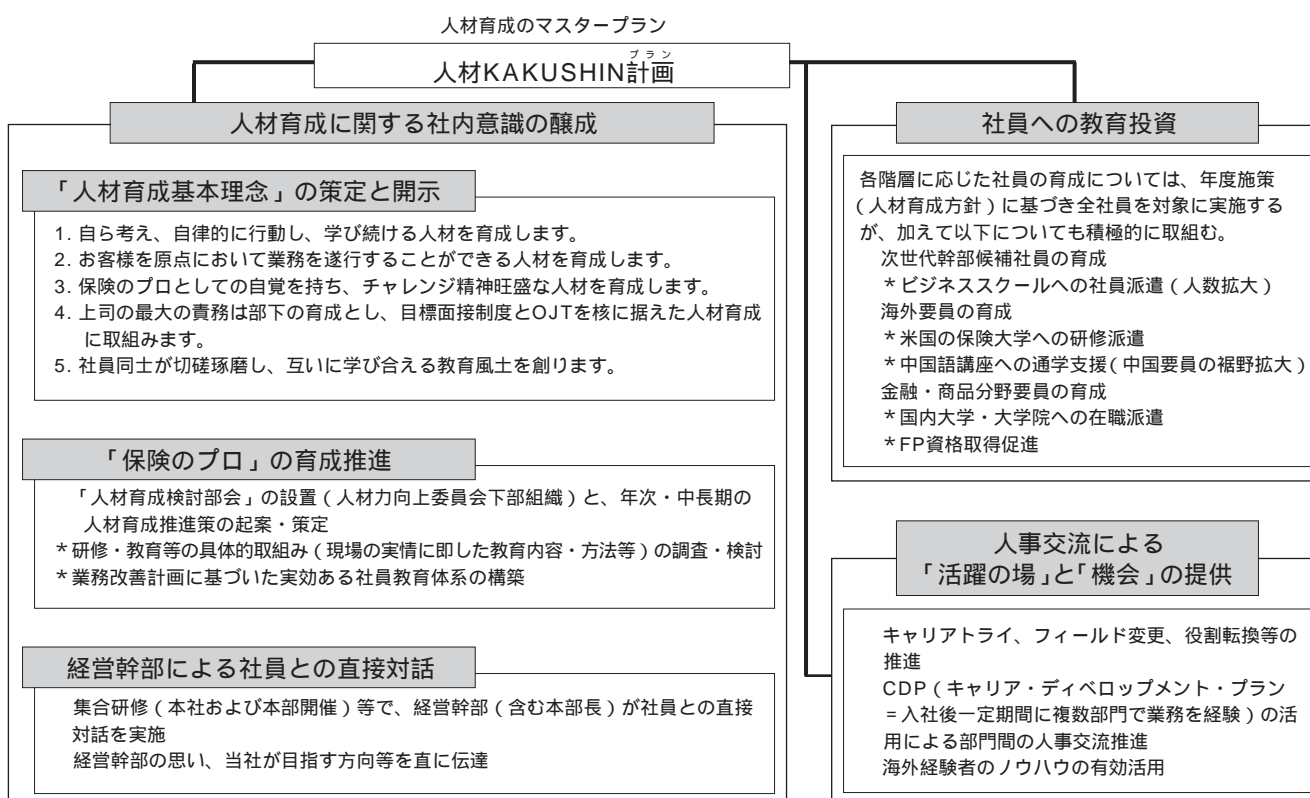 人材育成のマスタープラン
プラン
人材KAKUSHIN計画
人材育成に関する社内意識の醸成
「人材育成基本理念」の策定と開示
1. 自ら考え、自律的に行動し、学び続ける人材を育成します。
2. お客様を原点において業務を遂行することができる人材を育成します。
3. 保険のプロとしての自覚を持ち、チャレンジ精神旺盛な人材を育成します。
4. 上司の最大の責務は部下の育成とし、目標面接制度とOJTを核に据えた人材育成
に取組みます。
5. 社員同士が切磋琢磨し、互いに学び合える教育風土を創ります。
「保険のプロ」の育成推進
「人材育成検討部会」の設置(人材力向上委員会下部組織)と、年次・中長期の
人材育成推進策の起案・策定
*研修・教育等の具体的取組み(現場の実情に即した教育内容・方法等)の調査・検討
*業務改善計画に基づいた実効ある社員教育体系の構築
経営幹部による社員との直接対話
集合研修(本社および本部開催)等で、経営幹部(含む本部長)が社員との直接
対話を実施
経営幹部の思い、当社が目指す方向等を直に伝達
社員への教育投資
各階層に応じた社員の育成については、年度施策
(人材育成方針)に基づき全社員を対象に実施する
が、加えて以下についても積極的に取組む。
次世代幹部候補社員の育成
*ビジネススクールへの社員派遣(人数拡大)
海外要員の育成
*米国の保険大学への研修派遣
*中国語講座への通学支援(中国要員の裾野拡大)
金融・商品分野要員の育成
*国内大学・大学院への在職派遣
*FP資格取得促進
人事交流による
「活躍の場」と「機会」の提供
キャリアトライ、フィールド変更、役割転換等の
推進
CDP(キャリア・ディベロップメント・プラン
=入社後一定期間に複数部門で業務を経験)の活
用による部門間の人事交流推進
海外経験者のノウハウの有効活用